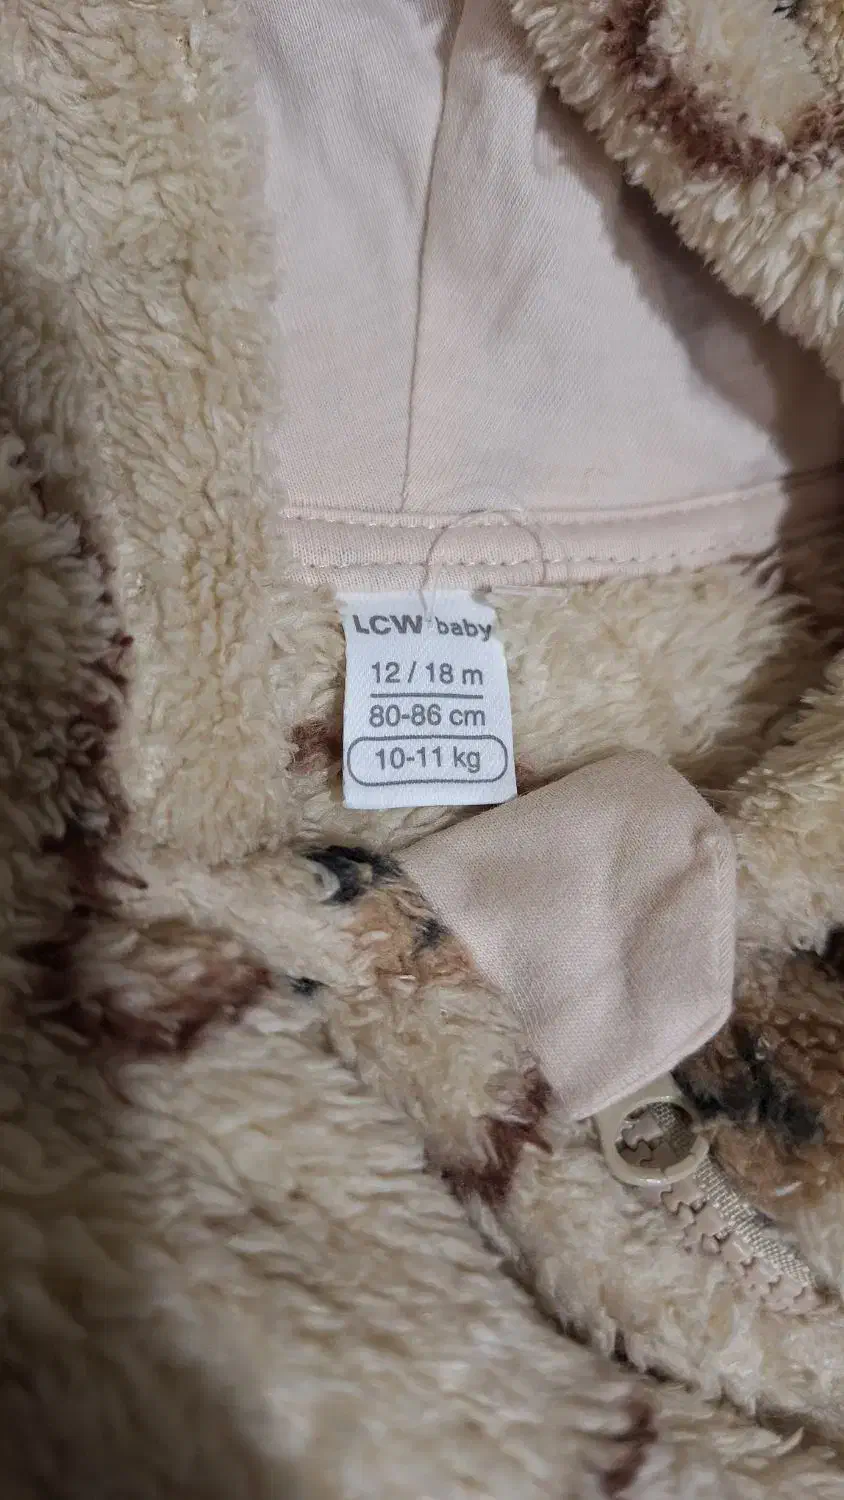 LCW baby
12 / 18 m
80-86 cm
10-11 kg